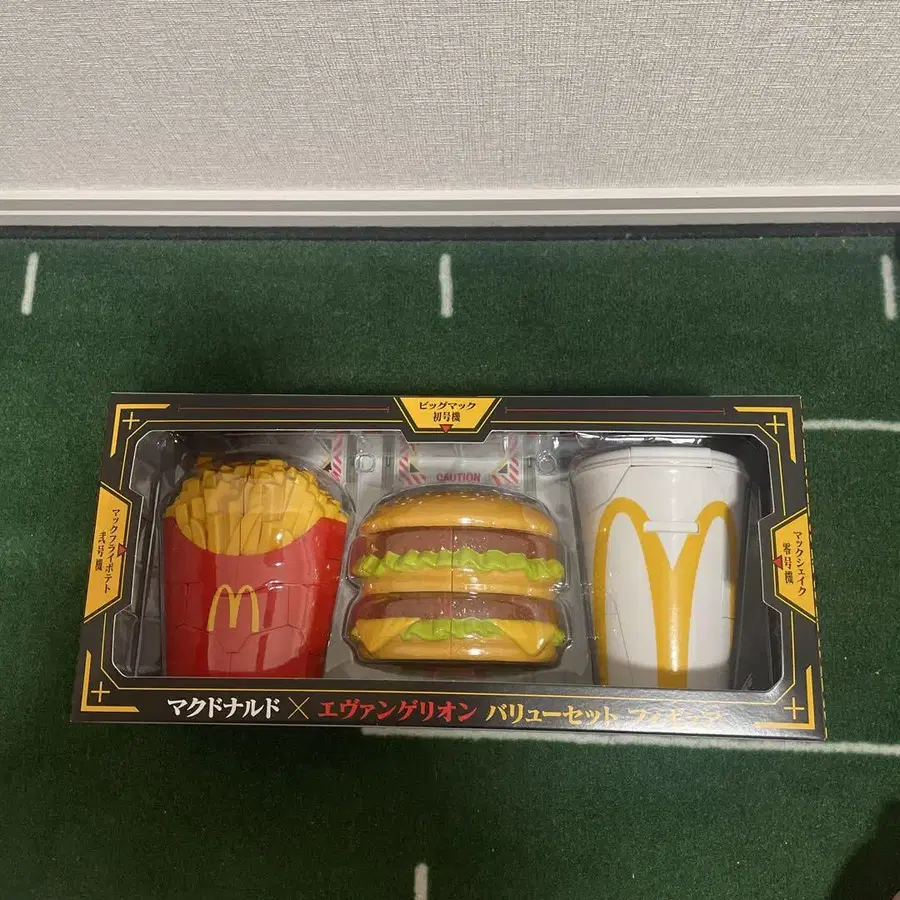 ビッグマック
初号機
CAUTION
マックフライポテト
弐号機
マックシェイク
零号機
マクドナルド × エヴァンゲリオン バリューセット フィギュア